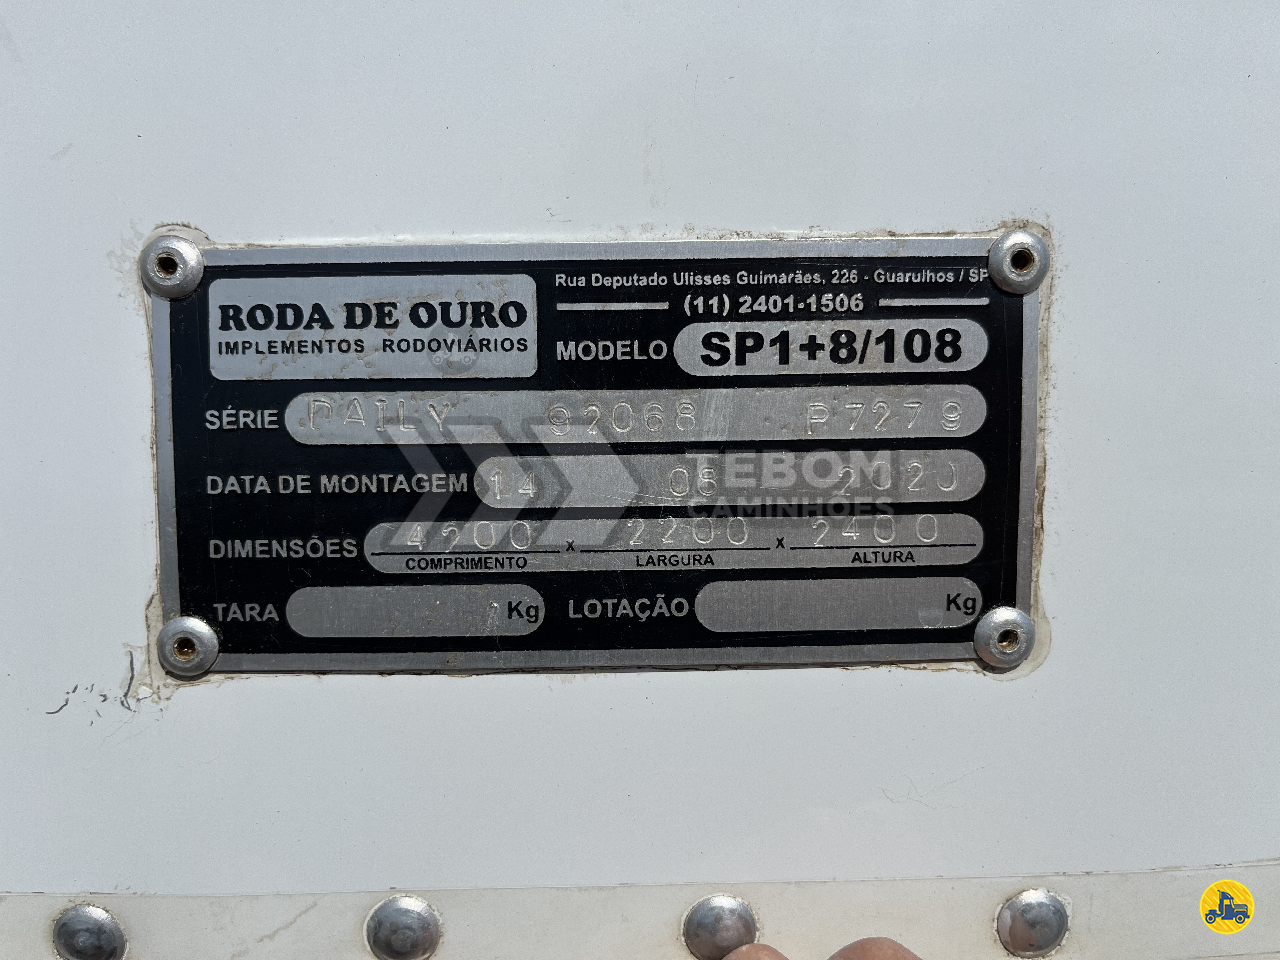 Rua Deputado Ulisses Guimarães, 226 - Guarulhos / SP
(11) 2401-1506
RODA DE OURO
IMPLEMENTOS RODOVIÁRIOS
MODELO SP1+8/108
SÉRIE DAILY 92068 P7279
DATA DE MONTAGEM 14 08 2020
TEBOM
CAMINHÕES
DIMENSÕES 4200 x 2200 x 2400
COMPRIMENTO LARGURA ALTURA
TARA Kg LOTAÇÃO Kg